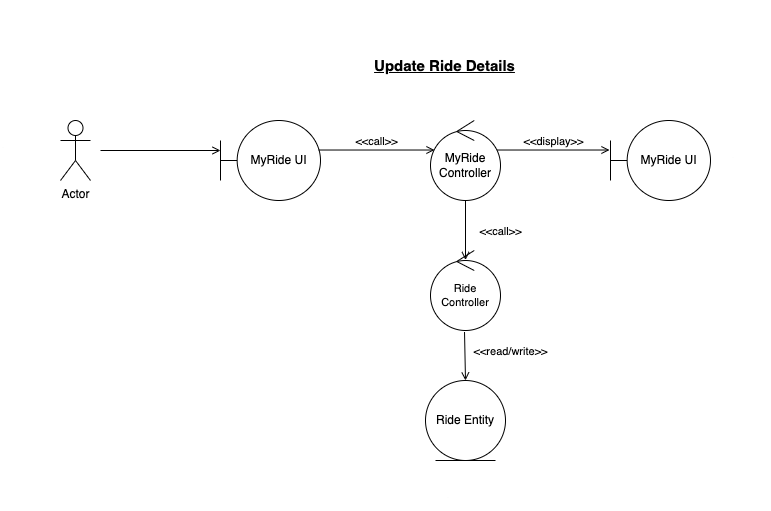 Update Ride Details
Actor
MyRide UI
<<call>>
MyRide
Controller
<<display>>
MyRide UI
<<call>>
Ride
Controller
<<read/write>>
Ride Entity